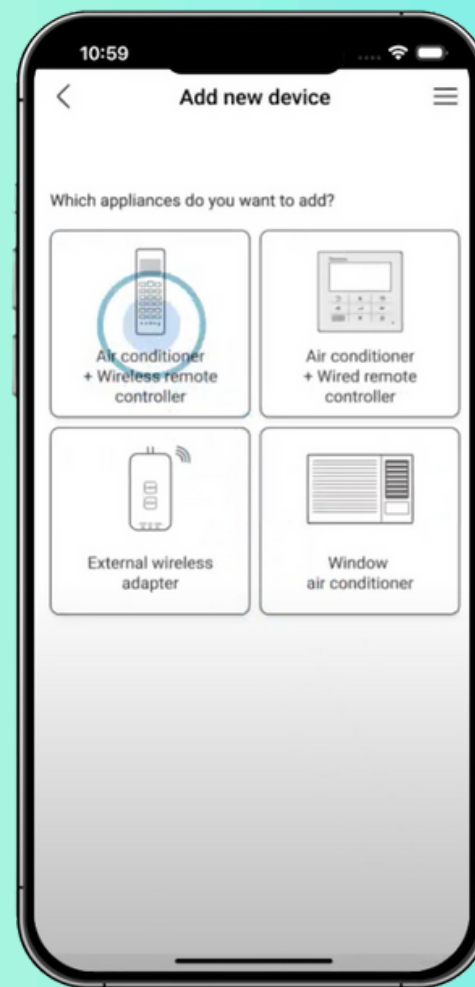 10:59
Add new device
Which appliances do you want to add?
Air conditioner
+ Wireless remote
controller
Air conditioner
+ Wired remote
controller
External wireless
adapter
Window
air conditioner